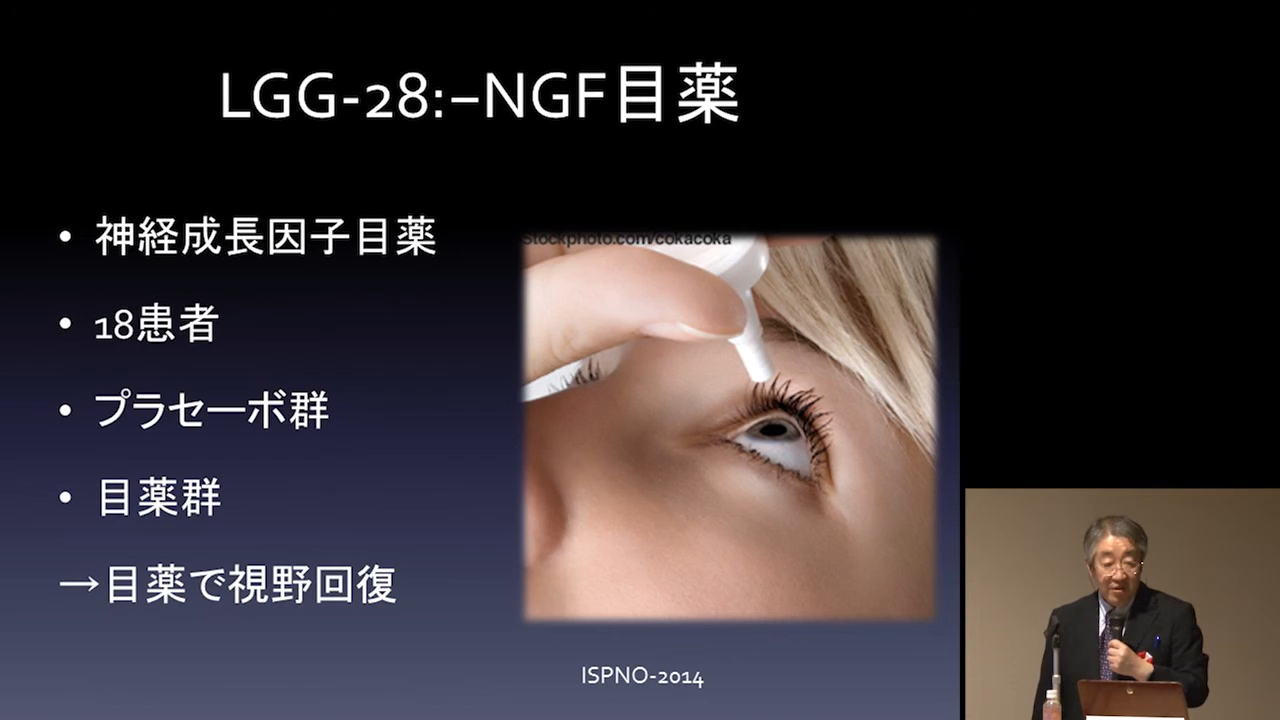 LGG-28:–NGF目薬
• 神経成長因子目薬
• 18患者
• プラセーボ群
• 目薬群
→目薬で視野回復
stockphoto.com/cokacoka
ISPNO-2014